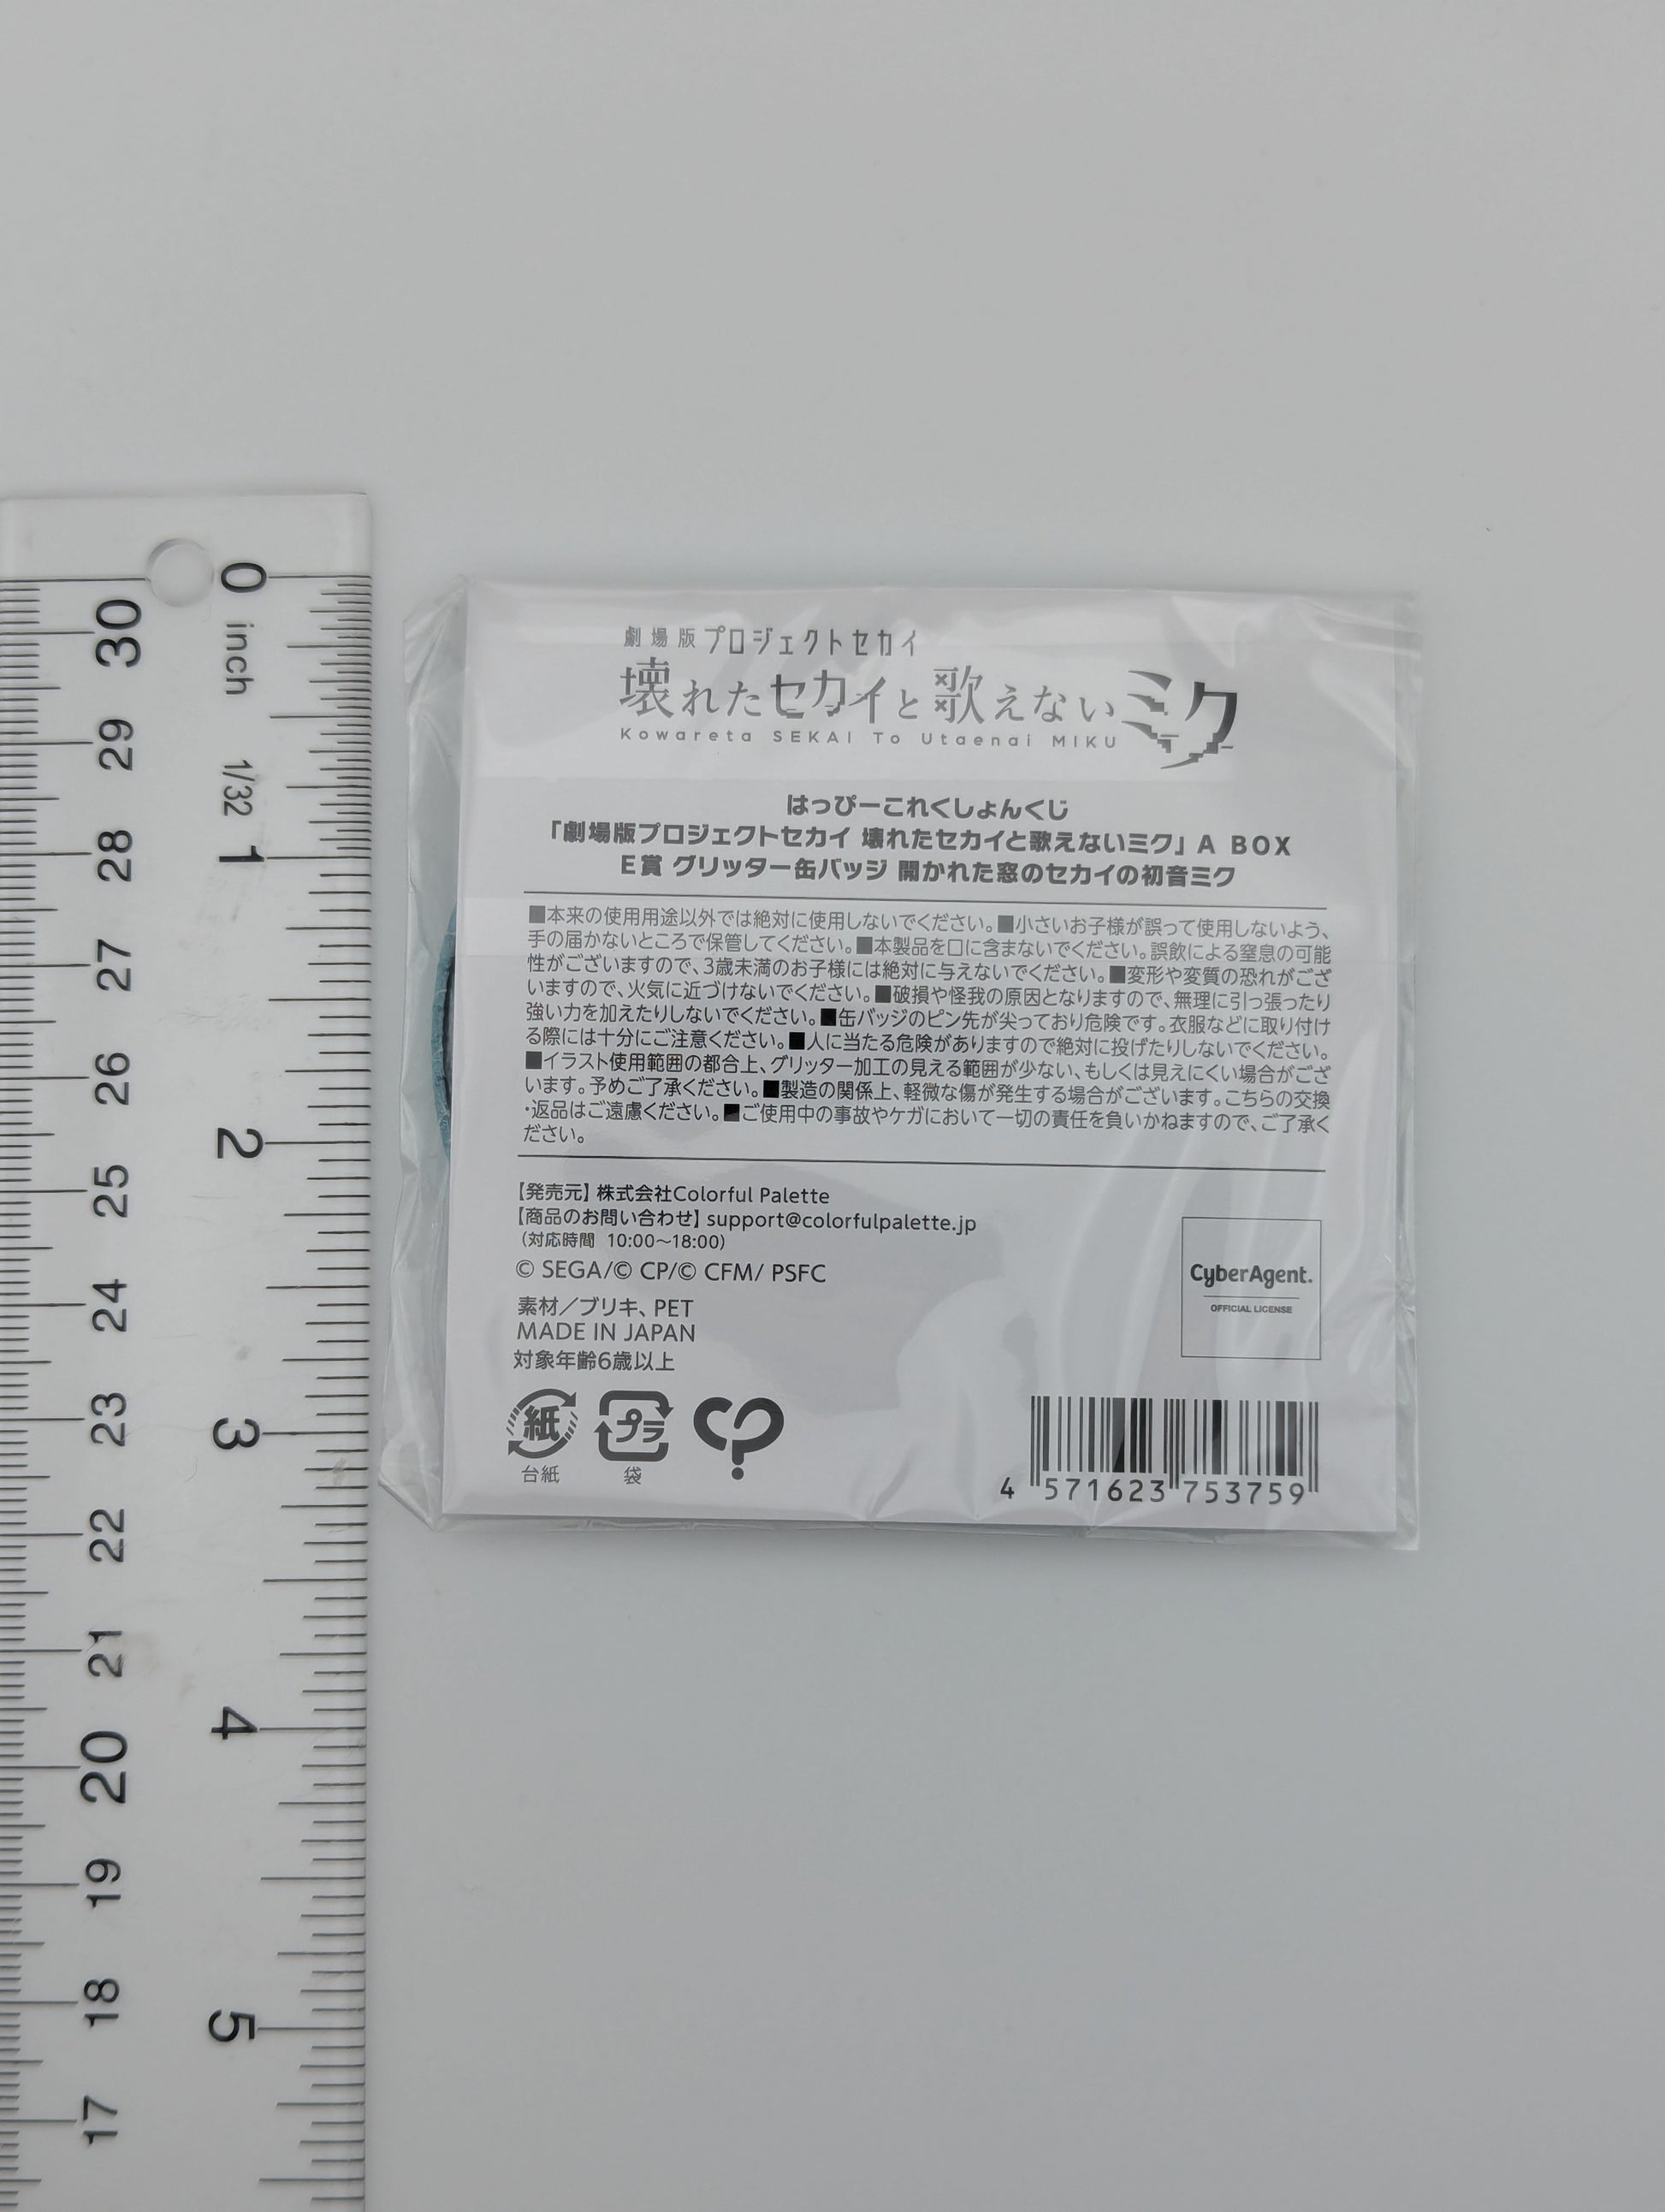 0
inch
1/32
1
2
3
4
5
30
29
28
27
26
25
24
23
22
21
20
19
18
17
劇場版プロジェクトセカイ
壊れたセカイと歌えないミク
Kowareta SEKAI To Utaenai MIKU
はっぴーこれくしょんくじ
「劇場版プロジェクトセカイ 壊れたセカイと歌えないミク」A BOX
E賞 グリッター缶バッジ 開かれた窓のセカイの初音ミク
■本来の使用用途以外では絶対に使用しないでください。■小さいお子様が誤って使用しないよう、
手の届かないところで保管してください。■本製品を口に含まないでください。誤飲による窒息の可能
性がございますので、3歳未満のお子様には絶対に与えないでください。■変形や変質の恐れがござ
いますので、火気に近づけないでください。■破損や怪我の原因となりますので、無理に引っ張ったり
強い力を加えたりしないでください。■缶バッジのピン先が尖っており危険です。衣服などに取り付け
る際には十分にご注意ください。■人に当たる危険がありますので絶対に投げたりしないでください。
■イラスト使用範囲の都合上、グリッター加工の見える範囲が少ない、もしくは見えにくい場合がござ
います。予めご了承ください。■製造の関係上、軽微な傷が発生する場合がございます。こちらの交換
・返品はご遠慮ください。■ご使用中の事故やケガにおいて一切の責任を負いかねますので、ご了承く
ださい。
【発売元】株式会社Colorful Palette
【商品のお問い合わせ】support@colorfulpalette.jp
（対応時間 10:00～18:00）
© SEGA/© CP/© CFM/ PSFC
素材／ブリキ、PET
MADE IN JAPAN
対象年齢6歳以上
CyberAgent.
OFFICIAL LICENSE
紙
台紙
プラ
袋
4 571623 753759